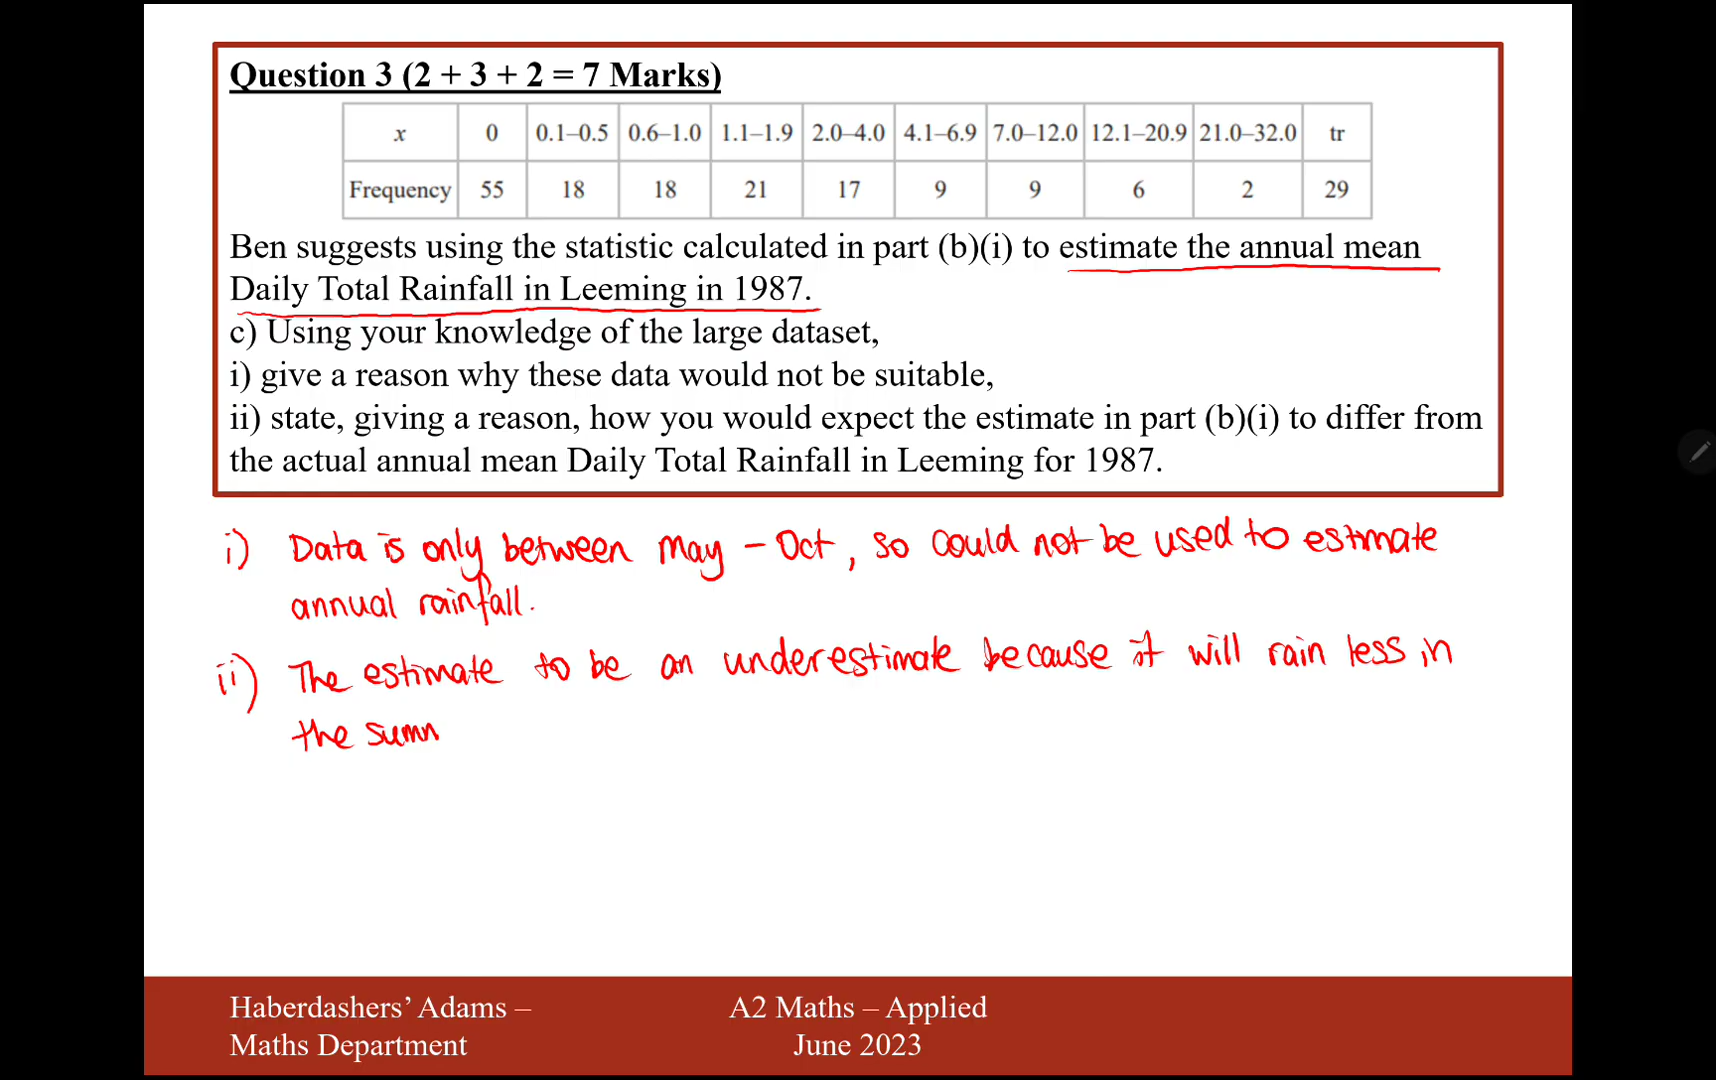 Question 3 (2 + 3 + 2 = 7 Marks)
x 0 0.1–0.5 0.6–1.0 1.1–1.9 2.0–4.0 4.1–6.9 7.0–12.0 12.1–20.9 21.0–32.0 tr
Frequency 55 18 18 21 17 9 9 6 2 29
Ben suggests using the statistic calculated in part (b)(i) to estimate the annual mean
Daily Total Rainfall in Leeming in 1987.
c) Using your knowledge of the large dataset,
i) give a reason why these data would not be suitable,
ii) state, giving a reason, how you would expect the estimate in part (b)(i) to differ from
the actual annual mean Daily Total Rainfall in Leeming for 1987.
i) Data is only between May – Oct, so could not be used to estimate
annual rainfall.
ii) The estimate to be an underestimate because it will rain less in
the summ
Haberdashers’ Adams –
Maths Department
A2 Maths – Applied
June 2023